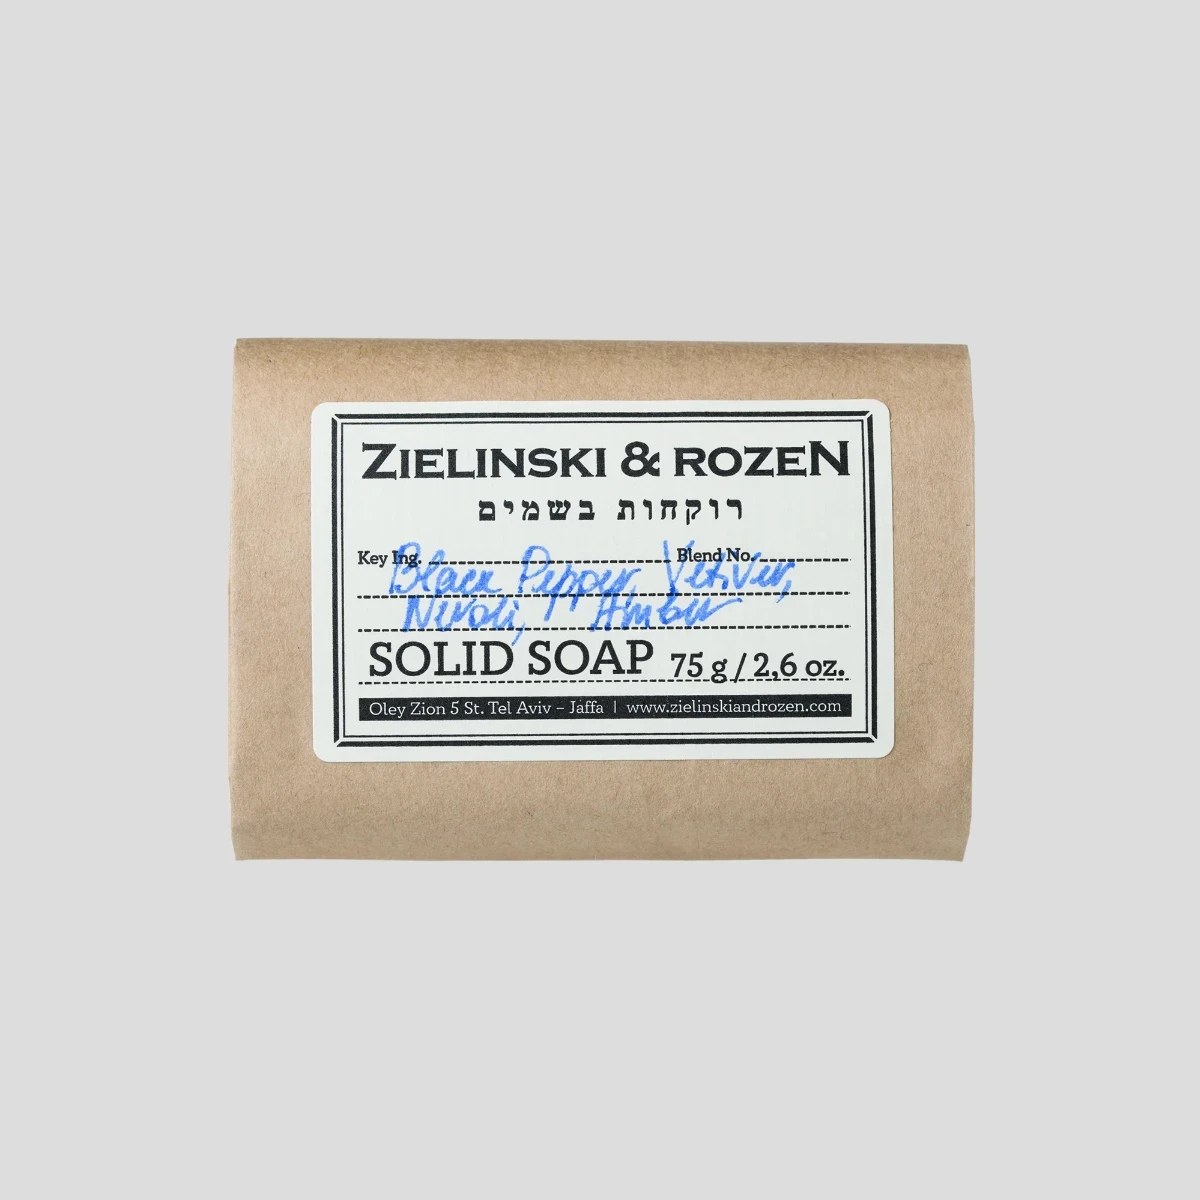 ZIELINSKI & ROZEN
רוקחות בשמים
Key Ing. Blend No.
Black Pepper, Vetiver,
Neroli, Amber
SOLID SOAP 75 g / 2,6 oz.
Oley Zion 5 St. Tel Aviv – Jaffa | www.zielinskiandrozen.com